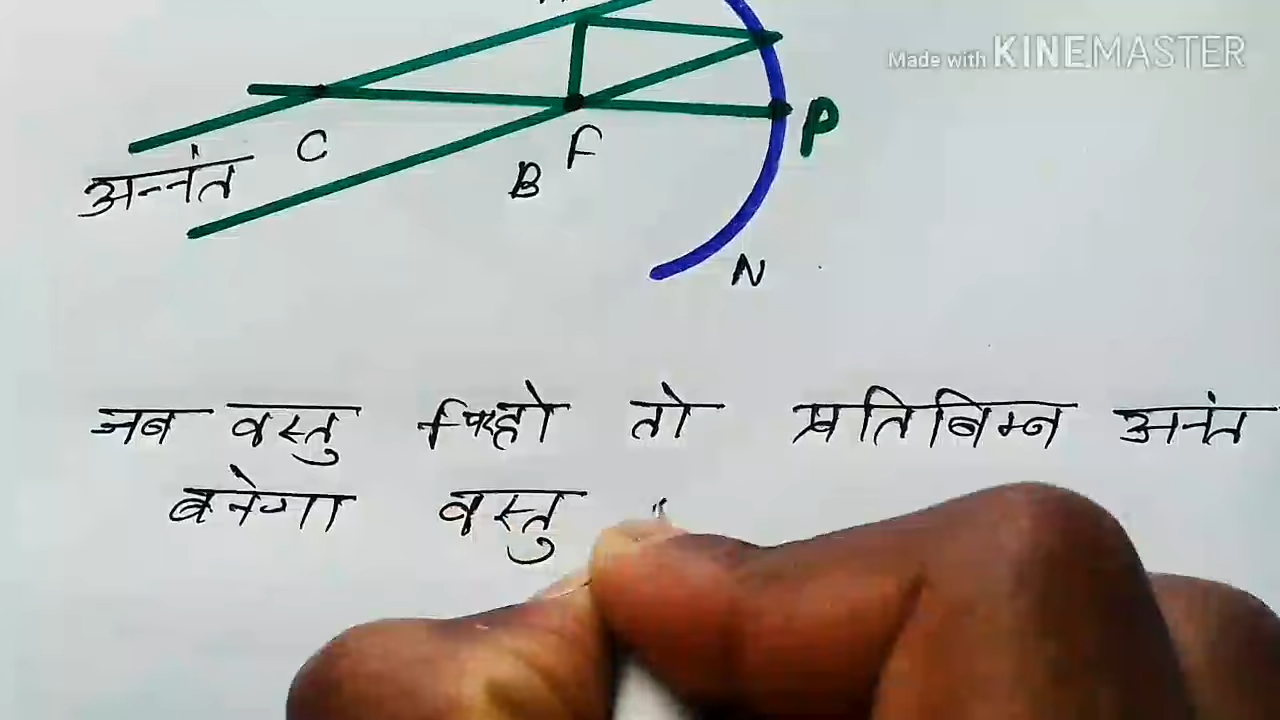 Made with KINEMASTER
P
C
F
अनंत
B
N
जब वस्तु F पर हो तो प्रतिबिम्ब अनंत
बनेगा वस्तु